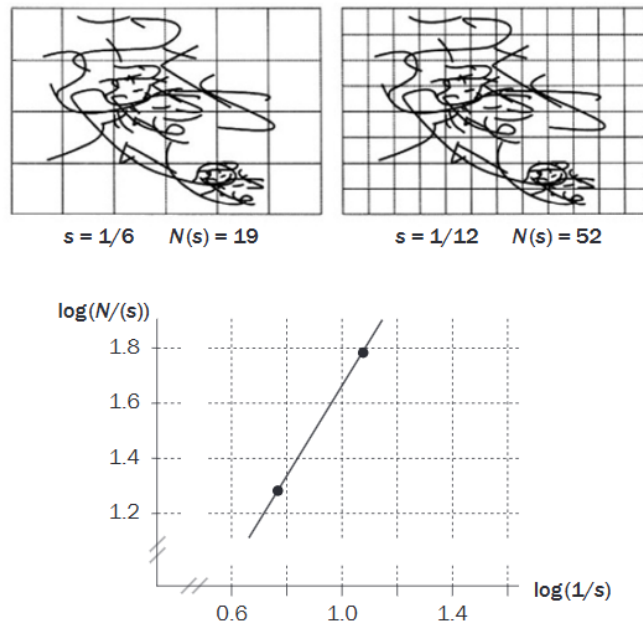 s = 1/6 N(s) = 19
s = 1/12 N(s) = 52
log(N/(s))
1.8
1.6
1.4
1.2
0.6 1.0 1.4
log(1/s)